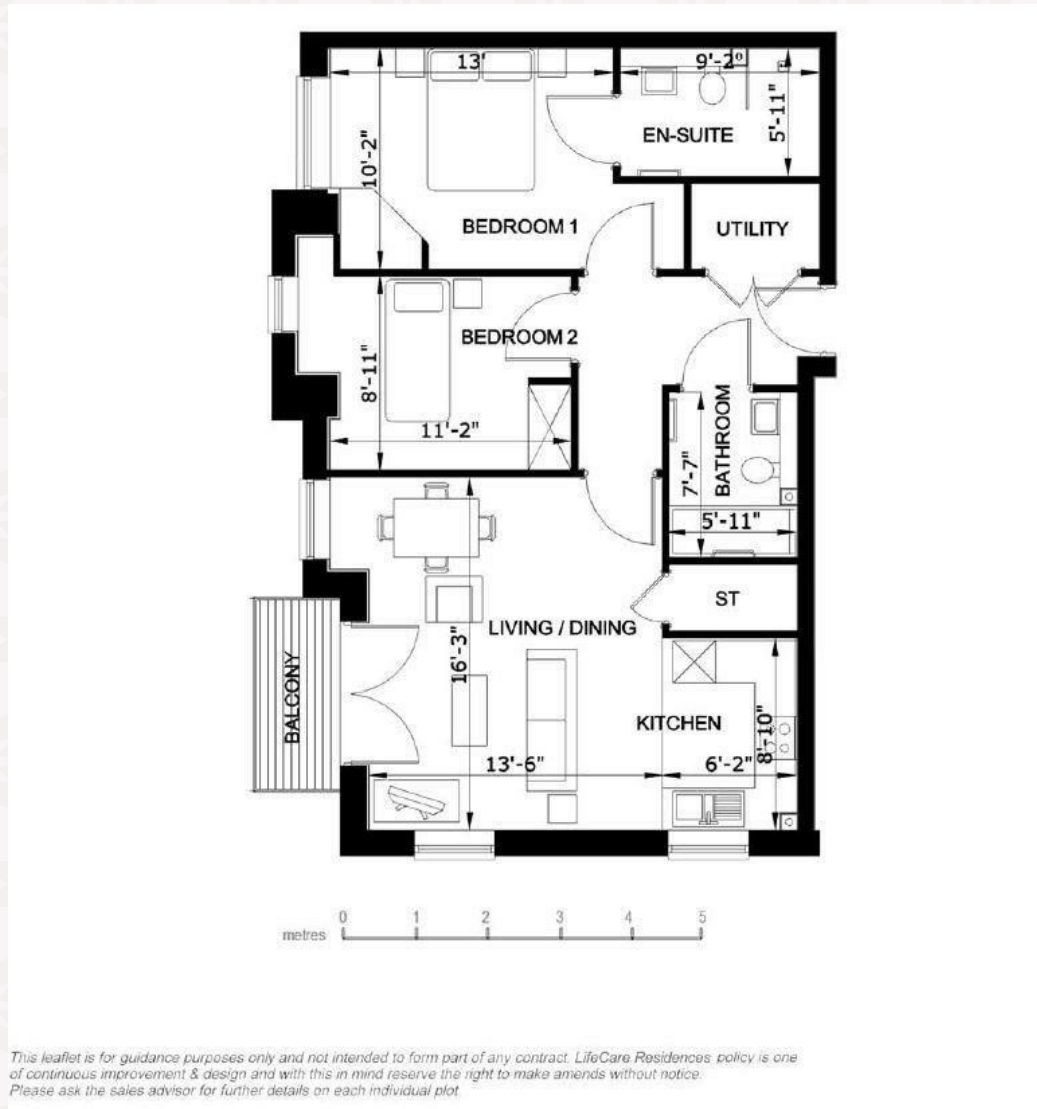 13'
9'-2"
5'-11"
EN-SUITE
10'-2"
BEDROOM 1
UTILITY
BEDROOM 2
8'-11"
11'-2"
BATHROOM
7'-7"
5'-11"
ST
LIVING / DINING
16'-3"
BALCONY
KITCHEN
8'-10"
13'-6"
6'-2"
metres 0 1 2 3 4 5
This leaflet is for guidance purposes only and not intended to form part of any contract. LifeCare Residences policy is one
of continuous improvement & design and with this in mind reserve the right to make amends without notice.
Please ask the sales advisor for further details on each individual plot